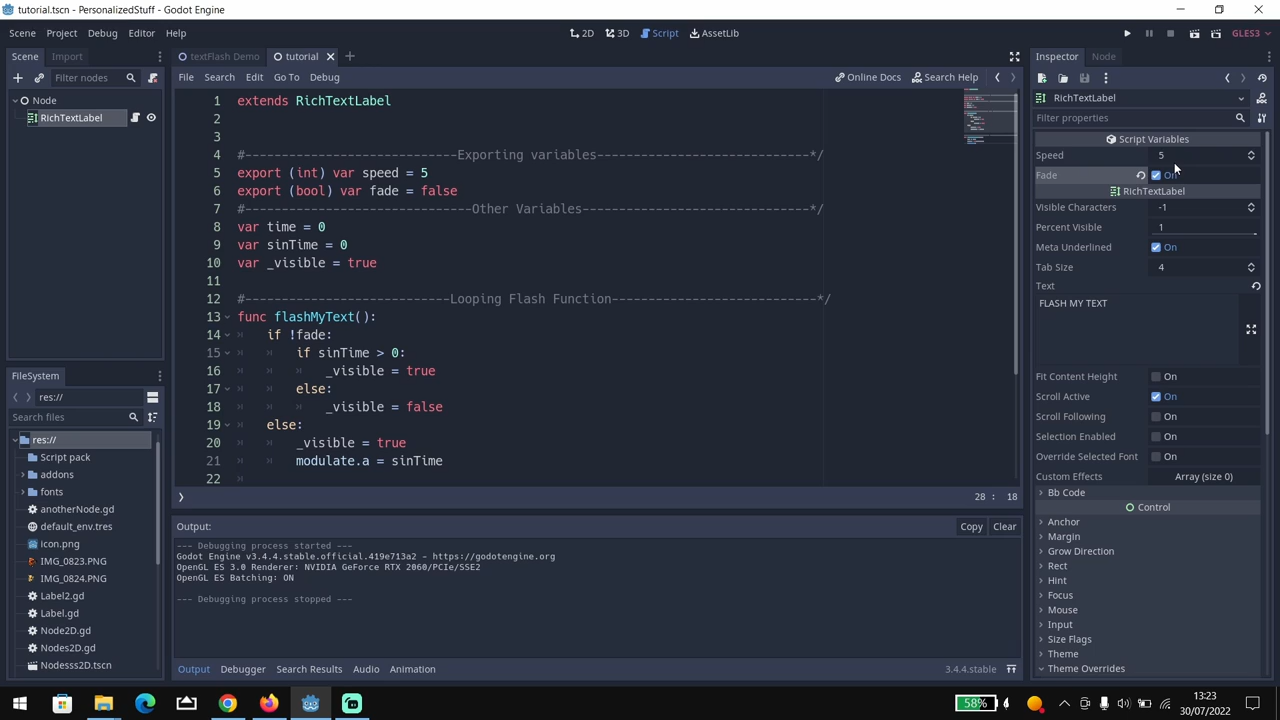 tutorial.tscn - PersonalizedStuff - Godot Engine
Scene Project Debug Editor Help
2D 3D Script AssetLib
GLES3
Scene Import
Filter nodes
Node
RichTextLabel
textFlash Demo tutorial
File Search Edit Go To Debug
Online Docs Search Help
1 extends RichTextLabel
2
3
4 #----------------------------Exporting variables-----------------------------*/
5 export (int) var speed = 5
6 export (bool) var fade = false
7 #------------------------------Other Variables-------------------------------*/
8 var time = 0
9 var sinTime = 0
10 var _visible = true
11
12 #---------------------------Looping Flash Function----------------------------*/
13 func flashMyText():
14 if !fade:
15 if sinTime > 0:
16 _visible = true
17 else:
18 _visible = false
19 else:
20 _visible = true
21 modulate.a = sinTime
22
28 : 18
FileSystem
res://
Search files
res://
Script pack
addons
fonts
anotherNode.gd
default_env.tres
icon.png
IMG_0823.PNG
IMG_0824.PNG
Label2.gd
Label.gd
Node2D.gd
Nodes2D.gd
Nodesss2D.tscn
Output:
Copy Clear
--- Debugging process started ---
Godot Engine v3.4.4.stable.official.419e713a2 - https://godotengine.org
OpenGL ES 3.0 Renderer: NVIDIA GeForce RTX 2060/PCIe/SSE2
OpenGL ES Batching: ON
--- Debugging process stopped ---
Output Debugger Search Results Audio Animation
3.4.4.stable
Inspector Node
RichTextLabel
Filter properties
Script Variables
Speed 5
Fade On
RichTextLabel
Visible Characters -1
Percent Visible 1
Meta Underlined On
Tab Size 4
Text
FLASH MY TEXT
Fit Content Height On
Scroll Active On
Scroll Following On
Selection Enabled On
Override Selected Font On
Custom Effects Array (size 0)
Bb Code
Control
Anchor
Margin
Grow Direction
Rect
Hint
Focus
Mouse
Input
Size Flags
Theme
Theme Overrides
58%
13:23
30/07/2022